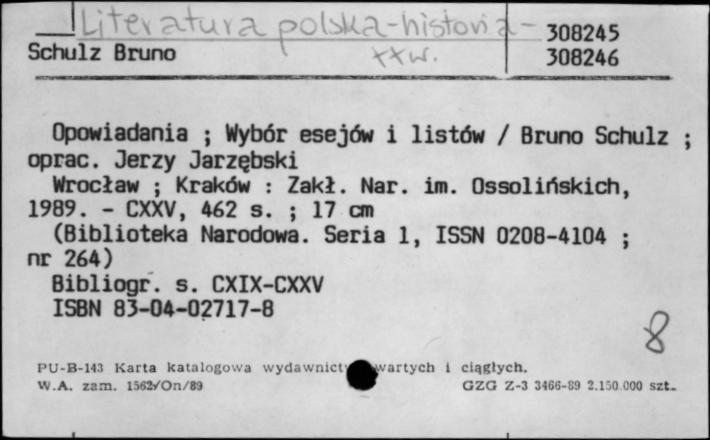 Literatura polska-historia-
XXw.
308245
Schulz Bruno
308246
Opowiadania ; Wybór esejów i listów / Bruno Schulz ;
oprac. Jerzy Jarzębski
Wrocław ; Kraków : Zakł. Nar. im. Ossolińskich,
1989. - CXXV, 462 s. ; 17 cm
(Biblioteka Narodowa. Seria 1, ISSN 0208-4104 ;
nr 264)
Bibliogr. s. CXIX-CXXV
ISBN 83-04-02717-8
8
PU-B-143 Karta katalogowa wydawnictw zwartych i ciągłych.
W.A. zam. 1562/On/89 GZG Z-3 3466-89 2.150.000 szt.